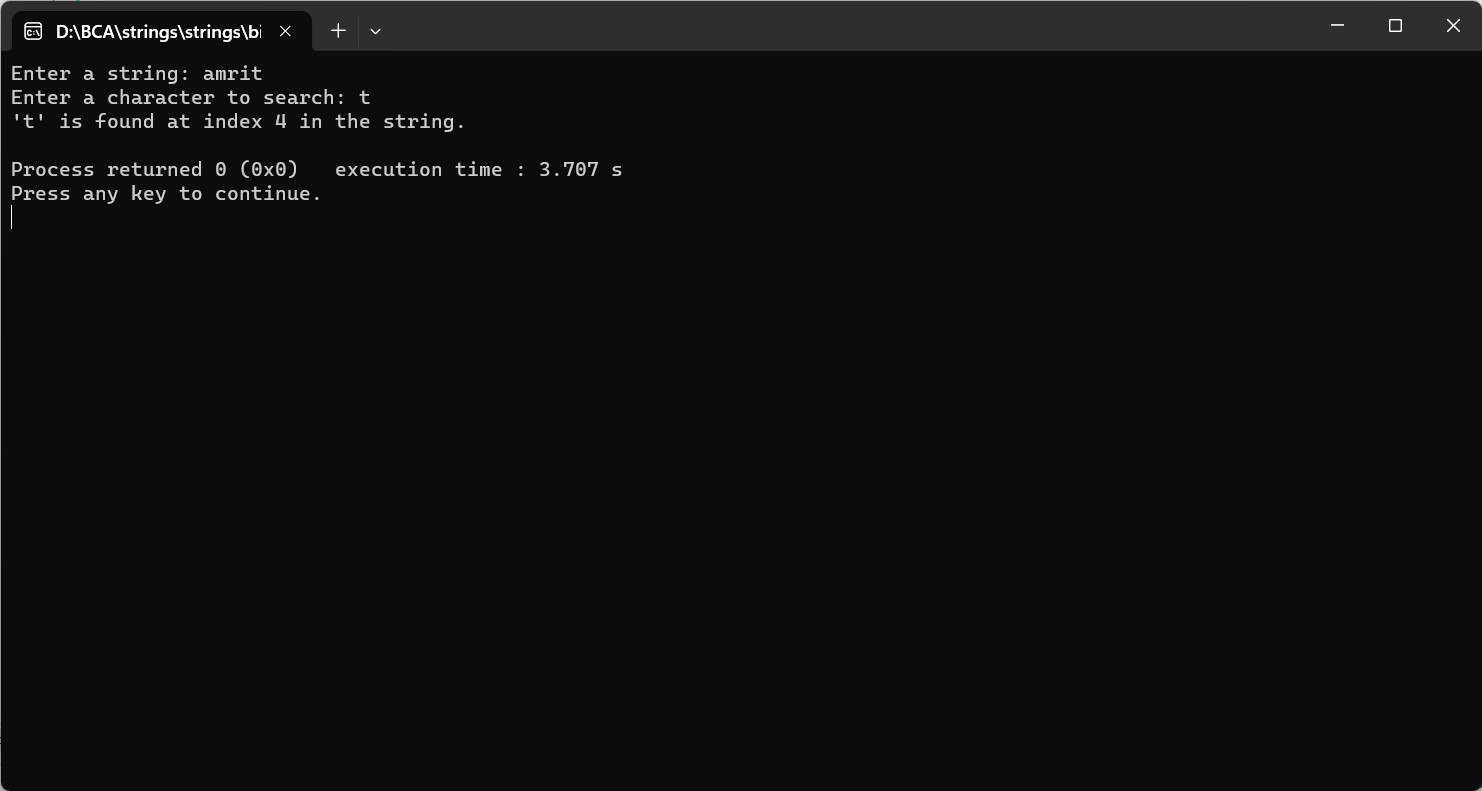 D:\BCA\strings\strings\bi
Enter a string: amrit
Enter a character to search: t
't' is found at index 4 in the string.
Process returned 0 (0x0)   execution time : 3.707 s
Press any key to continue.